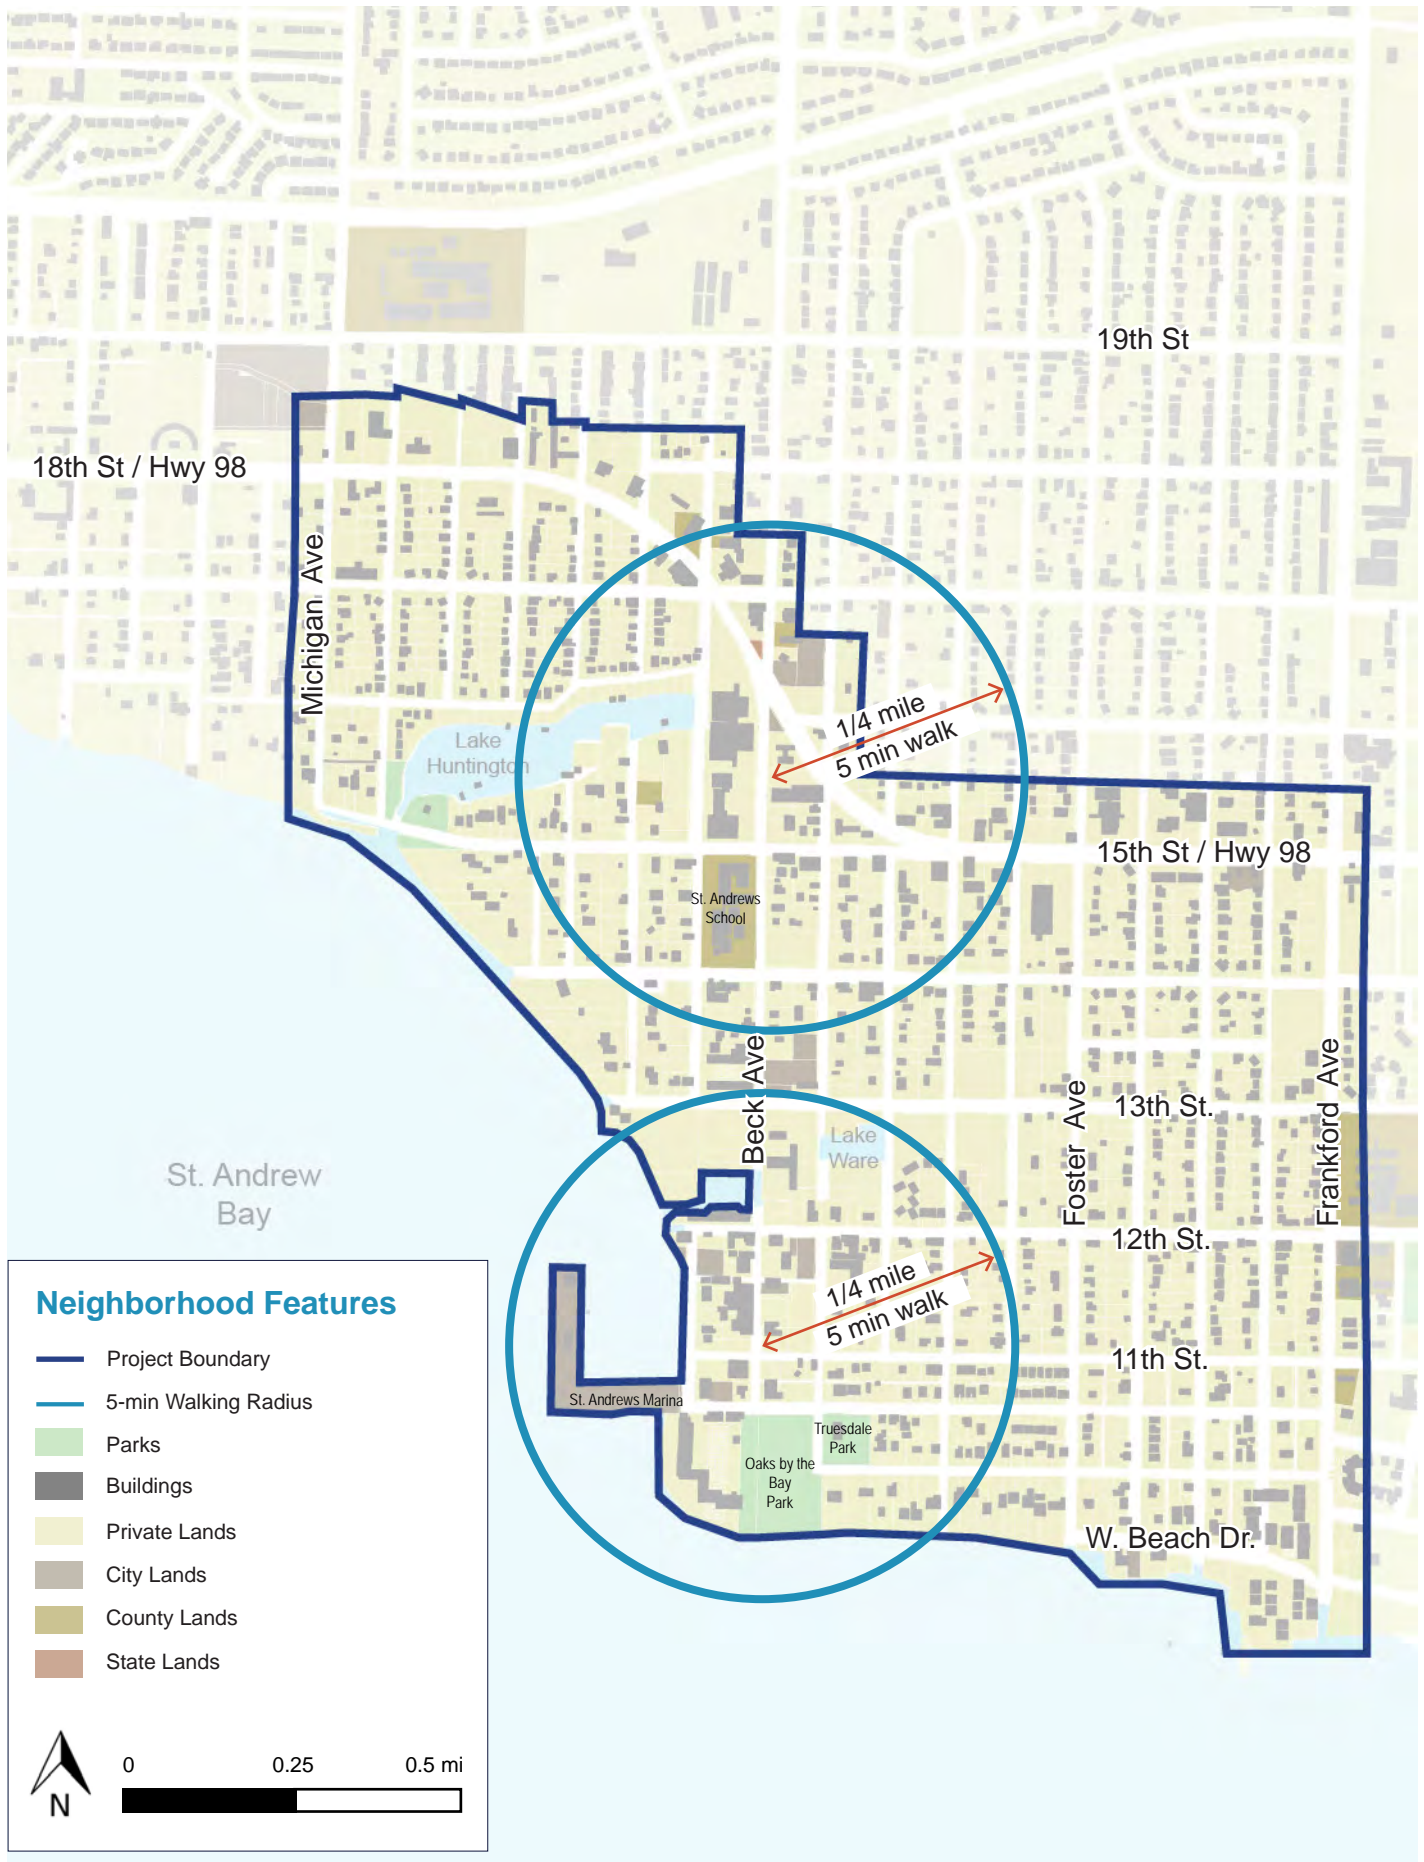 19th St
18th St / Hwy 98
Michigan Ave
1/4 mile
5 min walk
Lake
Huntington
15th St / Hwy 98
St. Andrews
School
Beck Ave
Foster Ave
Frankford Ave
13th St.
Lake
Ware
St. Andrew
Bay
12th St.
1/4 mile
5 min walk
11th St.
St. Andrews Marina
Truesdale
Park
Oaks by the
Bay
Park
W. Beach Dr.
Neighborhood Features
Project Boundary
5-min Walking Radius
Parks
Buildings
Private Lands
City Lands
County Lands
State Lands
0 0.25 0.5 mi
N